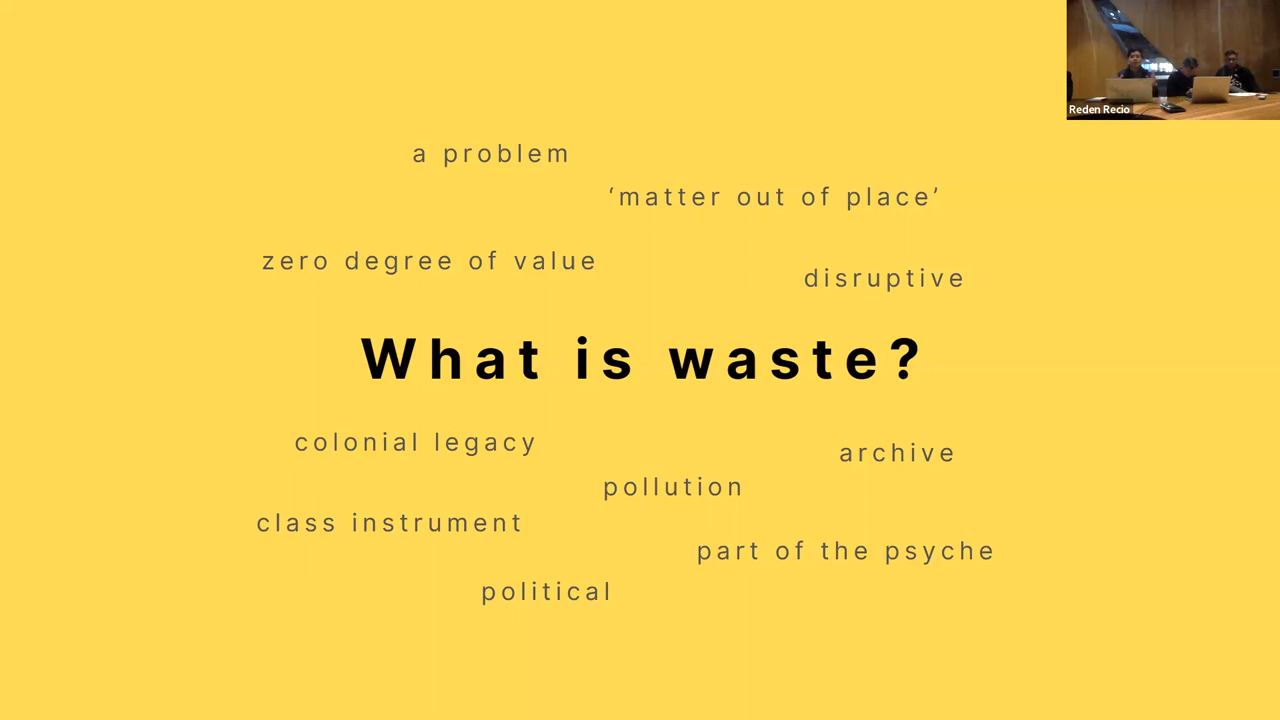 Reden Recio
a problem
‘matter out of place’
zero degree of value
disruptive
What is waste?
colonial legacy
archive
pollution
class instrument
part of the psyche
political